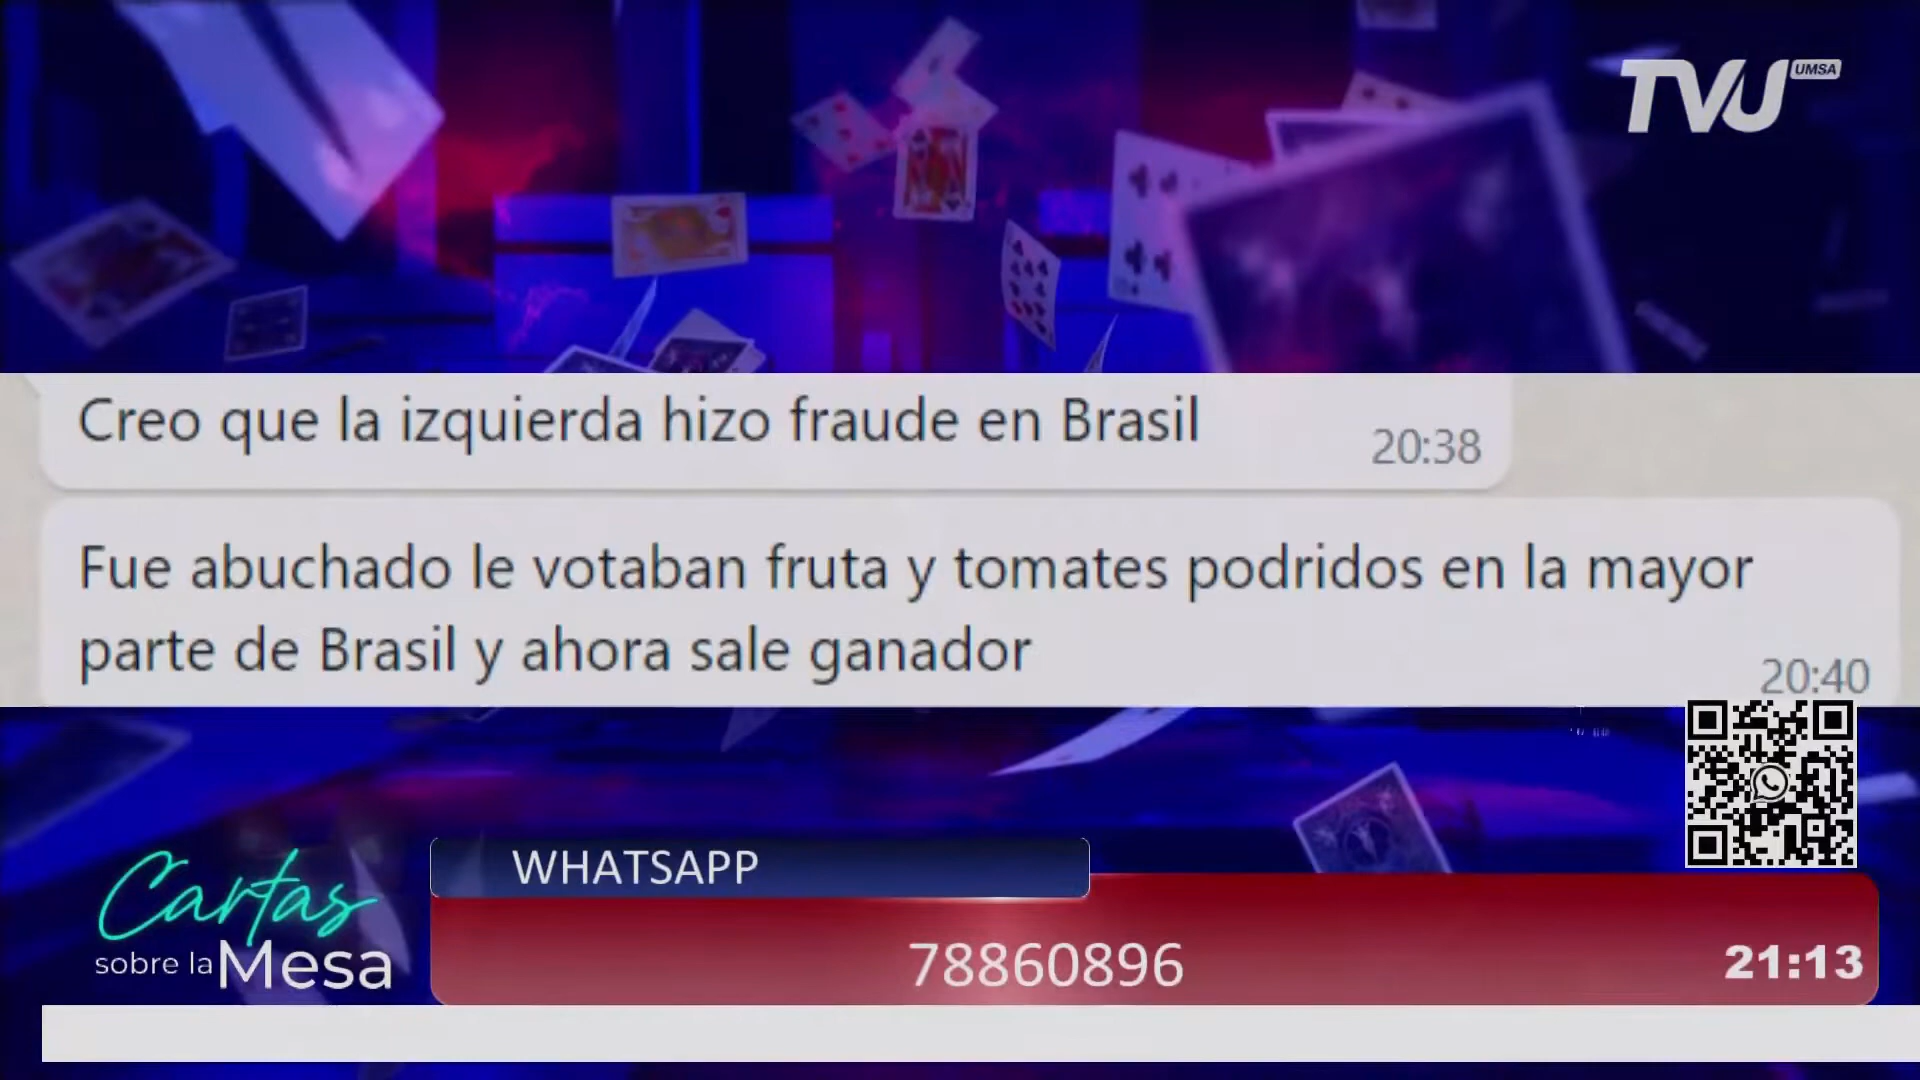 TVU UMSA
Creo que la izquierda hizo fraude en Brasil
20:38
Fue abuchado le votaban fruta y tomates podridos en la mayor
parte de Brasil y ahora sale ganador
20:40
Cartas
sobre la Mesa
WHATSAPP
78860896
21:13